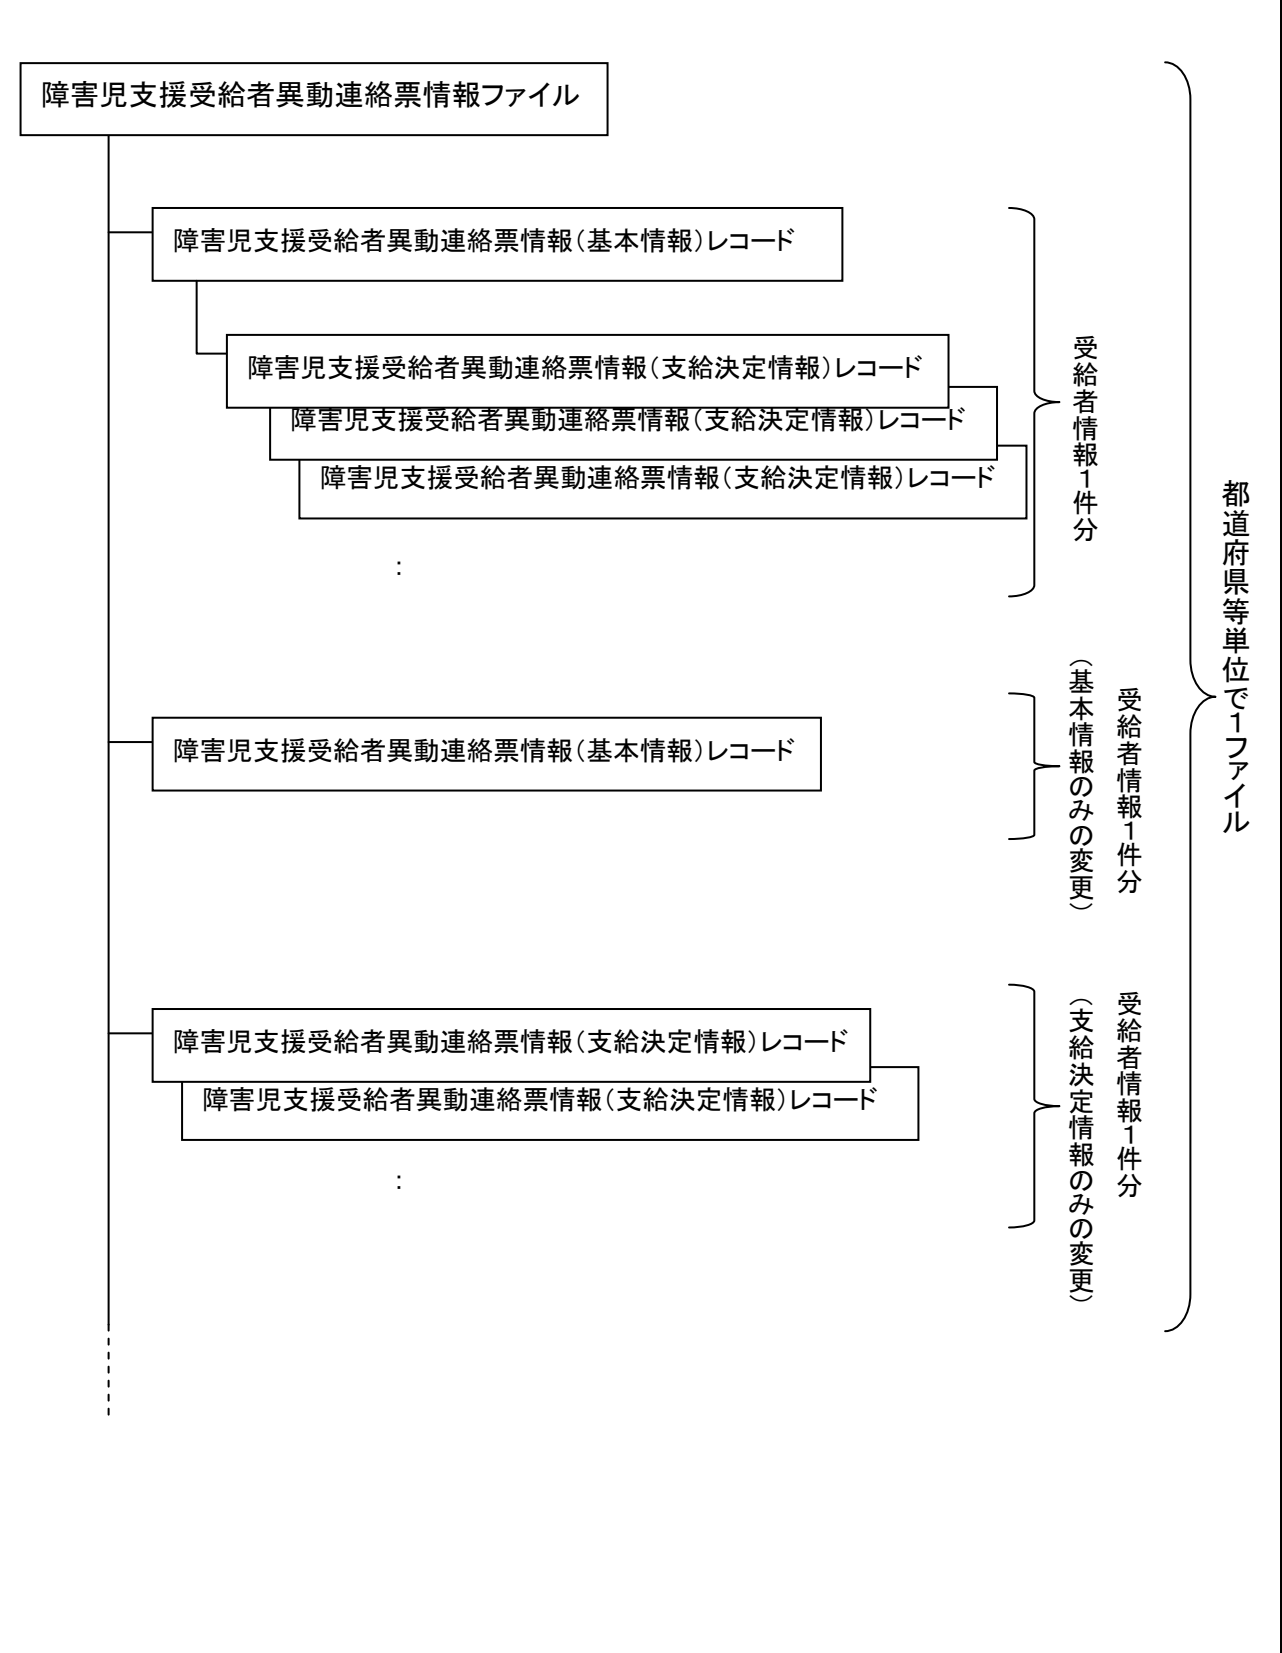 障害児支援受給者異動連絡票情報ファイル
障害児支援受給者異動連絡票情報（基本情報）レコード
障害児支援受給者異動連絡票情報（支給決定情報）レコード
障害児支援受給者異動連絡票情報（支給決定情報）レコード
障害児支援受給者異動連絡票情報（支給決定情報）レコード
：
受給者情報１件分
障害児支援受給者異動連絡票情報（基本情報）レコード
受給者情報１件分
（基本情報のみの変更）
障害児支援受給者異動連絡票情報（支給決定情報）レコード
障害児支援受給者異動連絡票情報（支給決定情報）レコード
：
受給者情報１件分
（支給決定情報のみの変更）
都道府県等単位で１ファイル